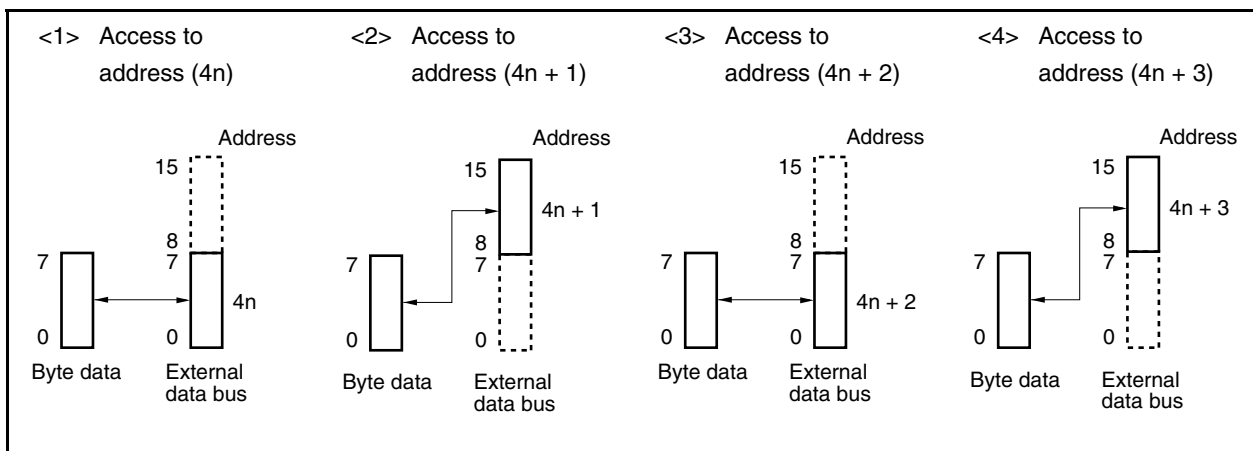 <1> Access to
address (4n)
Address
15
8
7
7
4n
0
0
Byte data
External
data bus
<2> Access to
address (4n + 1)
Address
15
4n + 1
8
7
7
0
0
Byte data
External
data bus
<3> Access to
address (4n + 2)
Address
15
8
7
7
4n + 2
0
0
Byte data
External
data bus
<4> Access to
address (4n + 3)
Address
15
4n + 3
8
7
7
0
0
Byte data
External
data bus